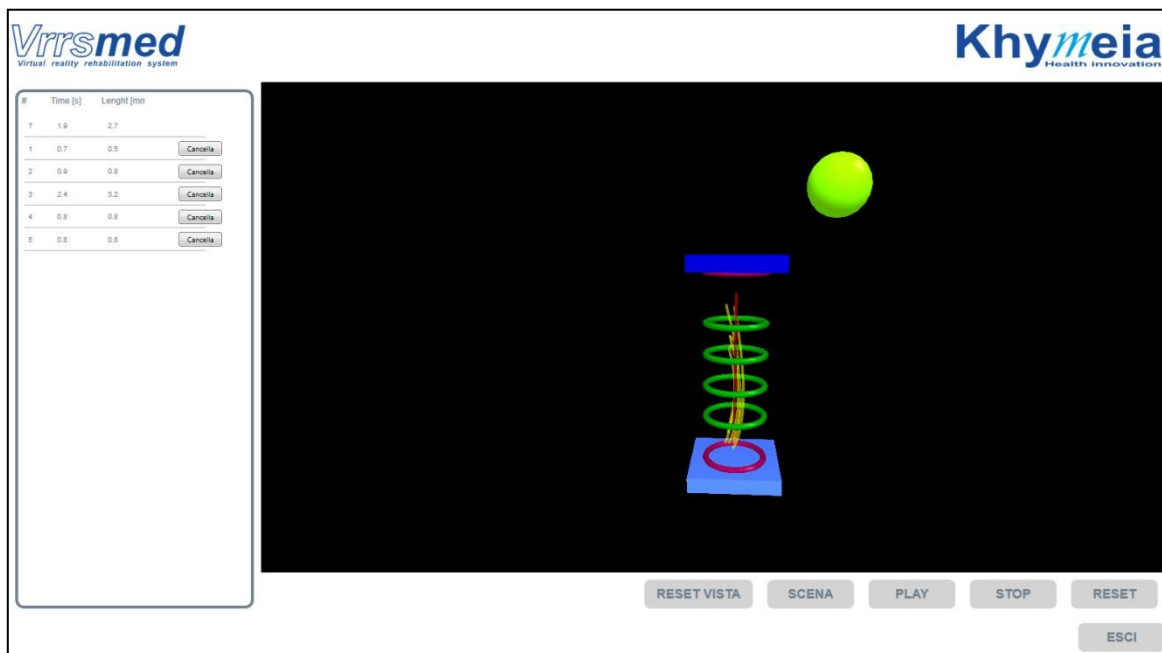 Vrrsmed
Virtual reality rehabilitation system
Khymeia
Health innovation
# Time [s] Lenght [mm
T 1.9 2.7
1 0.7 0.5 Cancella
2 0.9 0.8 Cancella
3 2.4 3.2 Cancella
4 0.8 0.8 Cancella
5 0.8 0.8 Cancella
RESET VISTA SCENA PLAY STOP RESET
ESCI